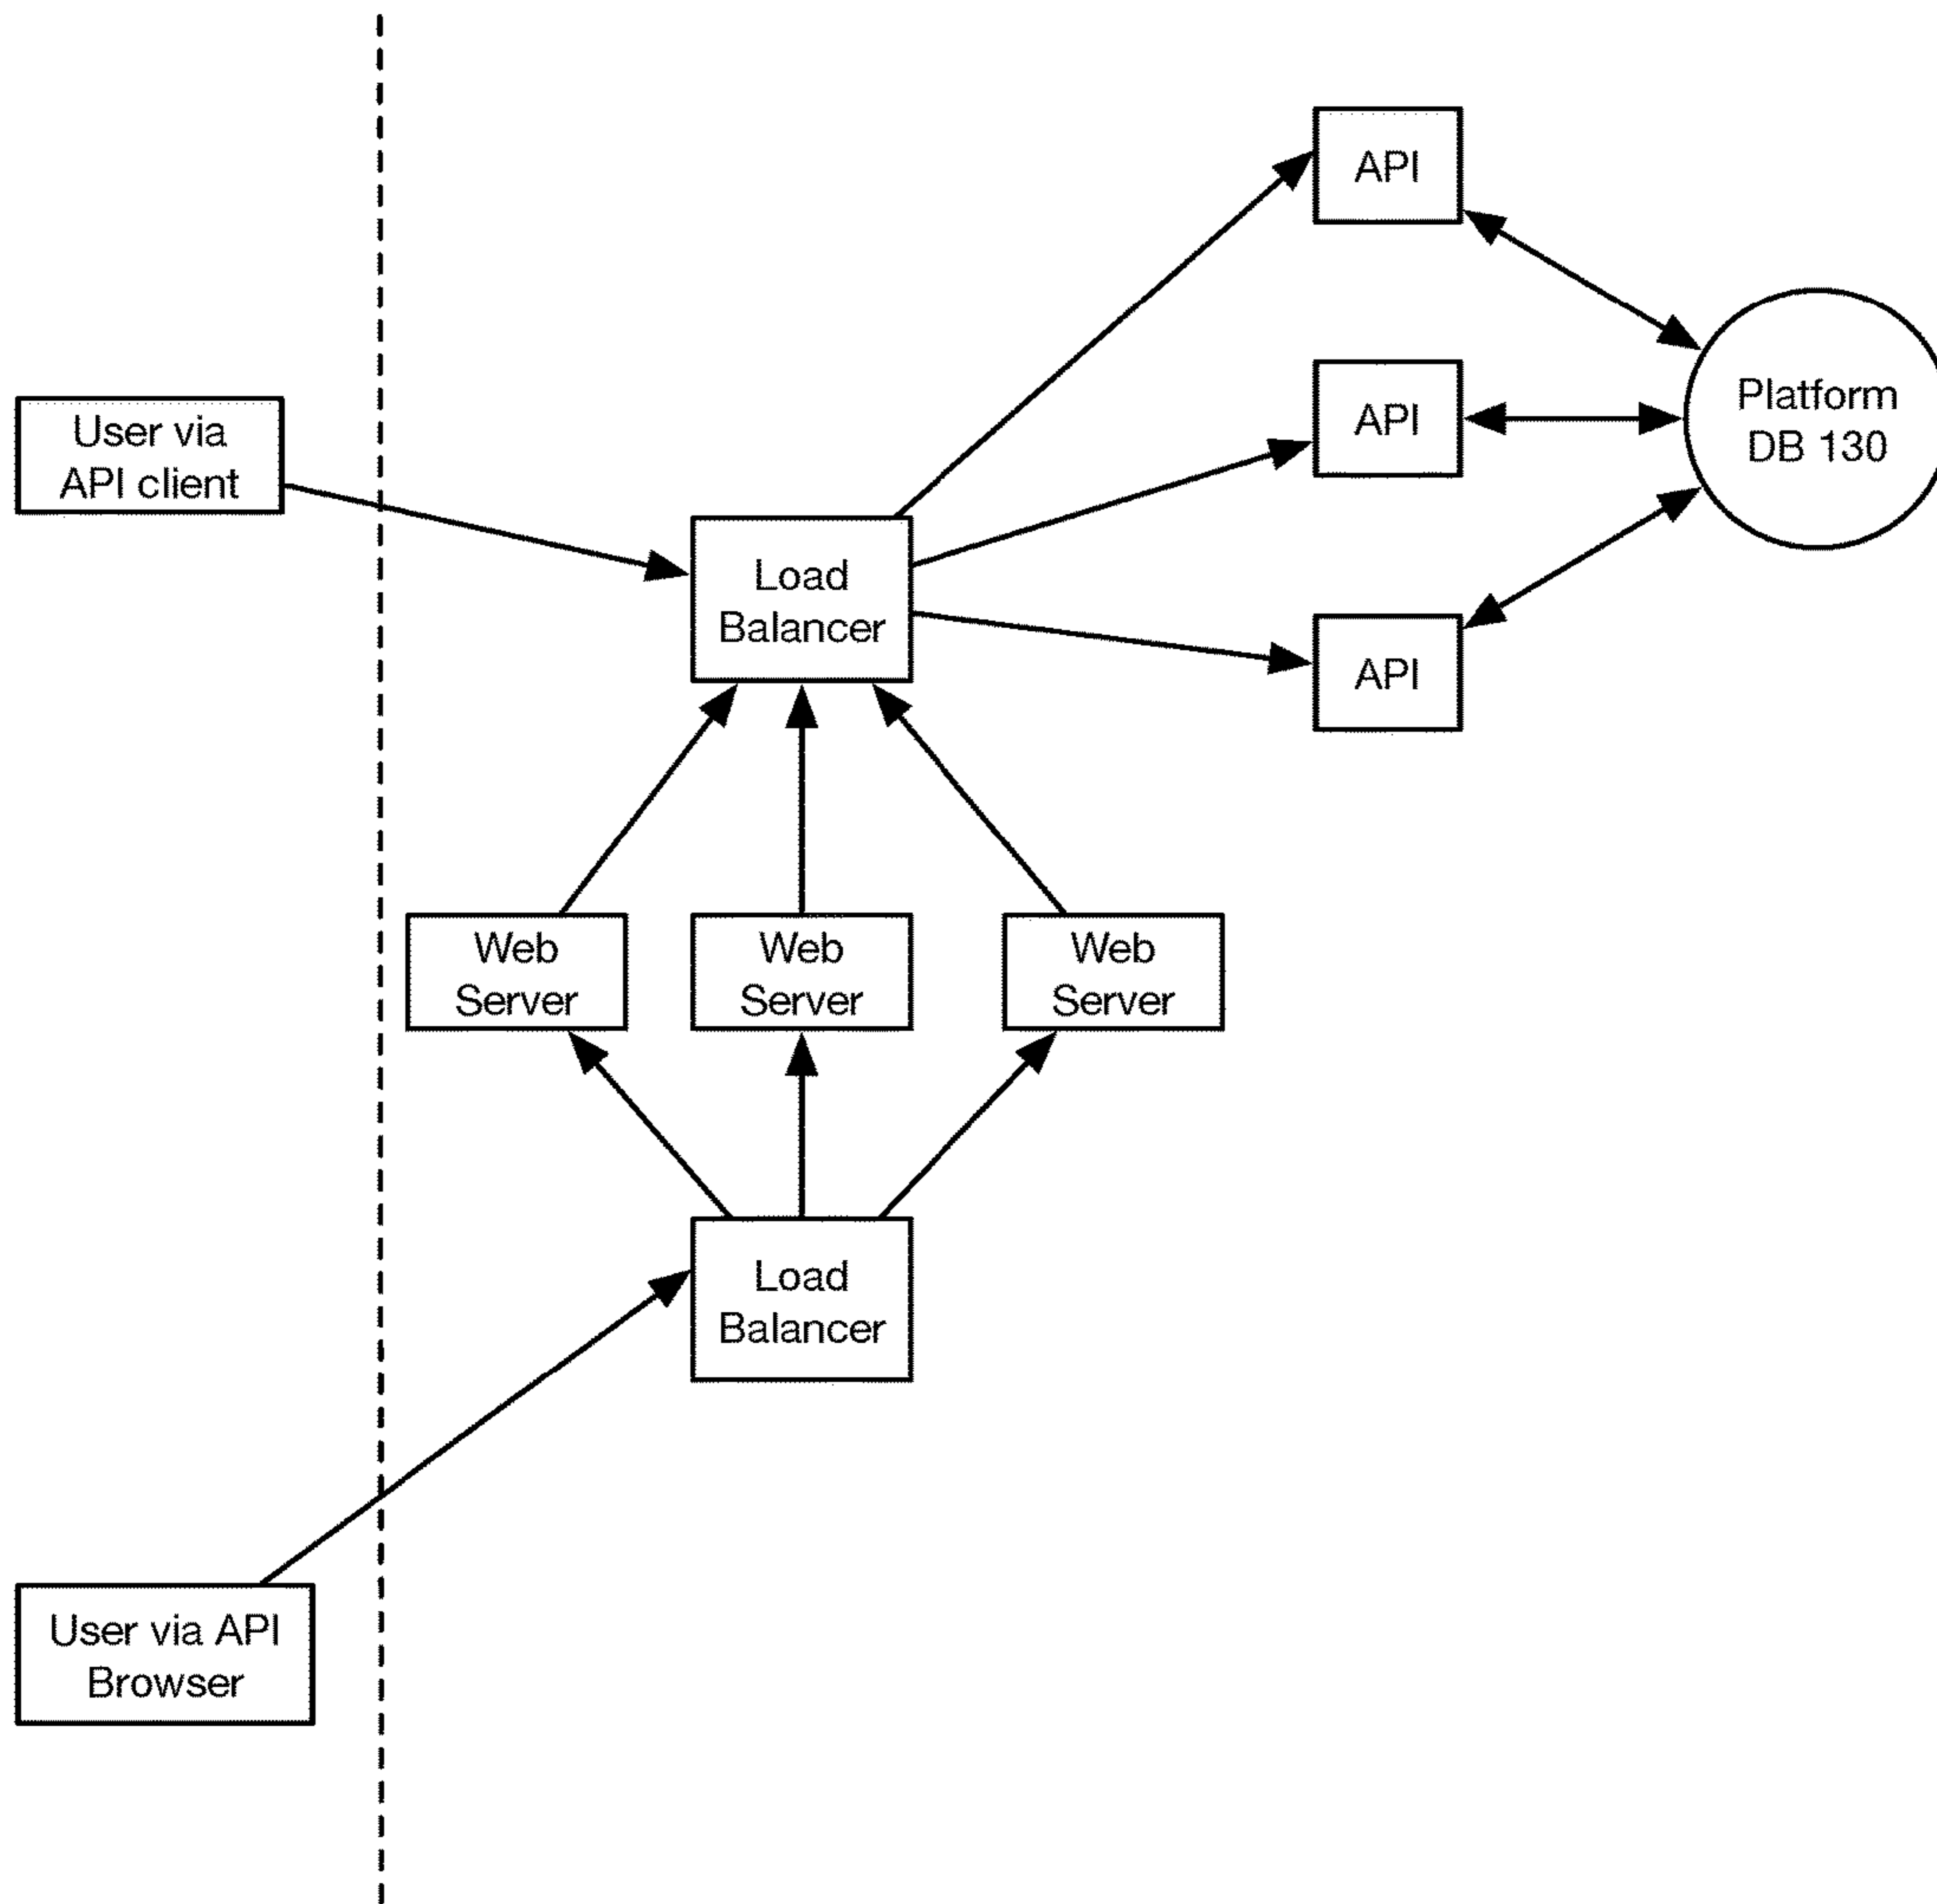 API
User via
API client
API
Platform
DB 130
Load
Balancer
API
Web
Server
Web
Server
Web
Server
Load
Balancer
User via API
Browser